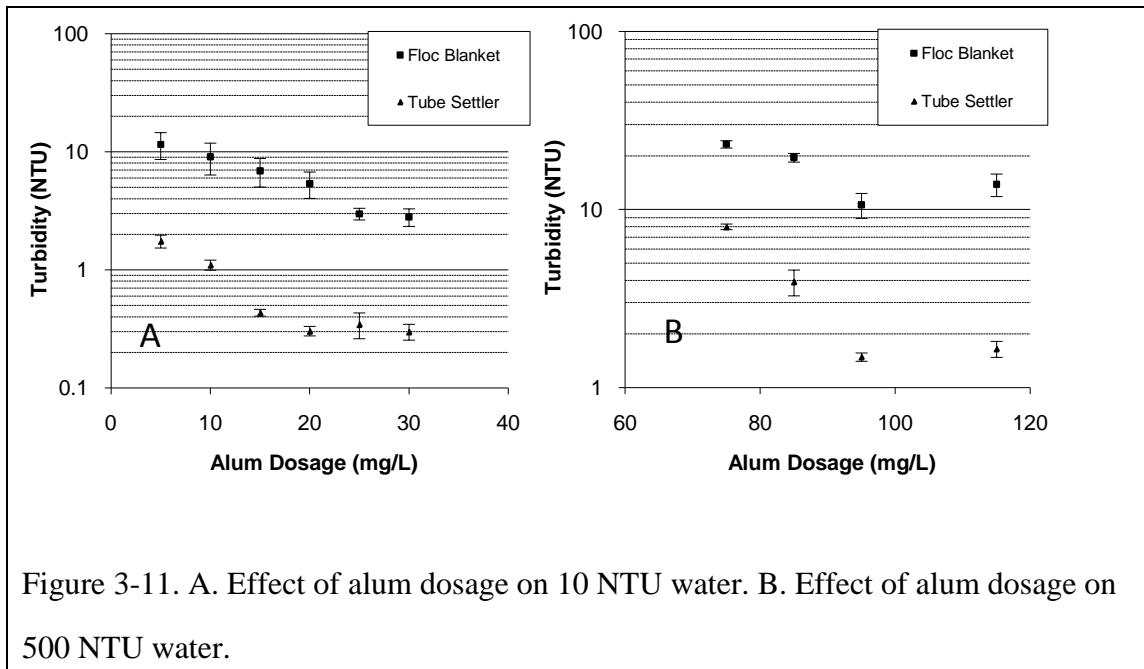 100
10
1
0.1
Turbidity (NTU)
Floc Blanket
Tube Settler
A
0 10 20 30 40
Alum Dosage (mg/L)
100
10
1
Turbidity (NTU)
Floc Blanket
Tube Settler
B
60 80 100 120
Alum Dosage (mg/L)
Figure 3-11. A. Effect of alum dosage on 10 NTU water. B. Effect of alum dosage on
500 NTU water.